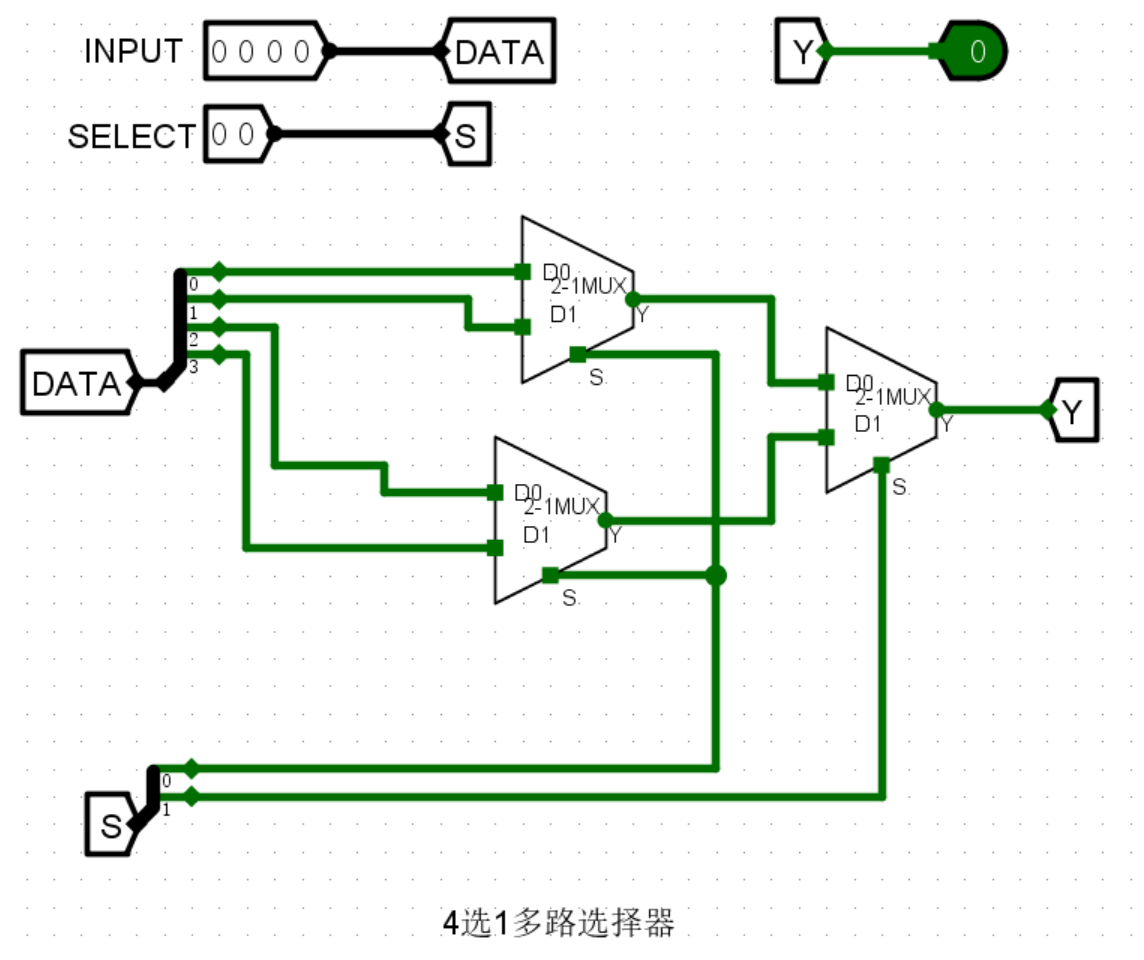 INPUT 0 0 0 0 DATA Y 0
SELECT 0 0 S
0
1
2
3
DATA
D0
2-1MUX
D1
Y
S
D0
2-1MUX
D1
Y
S
D0
2-1MUX
D1
Y
S
Y
0
1
S
4选1多路选择器